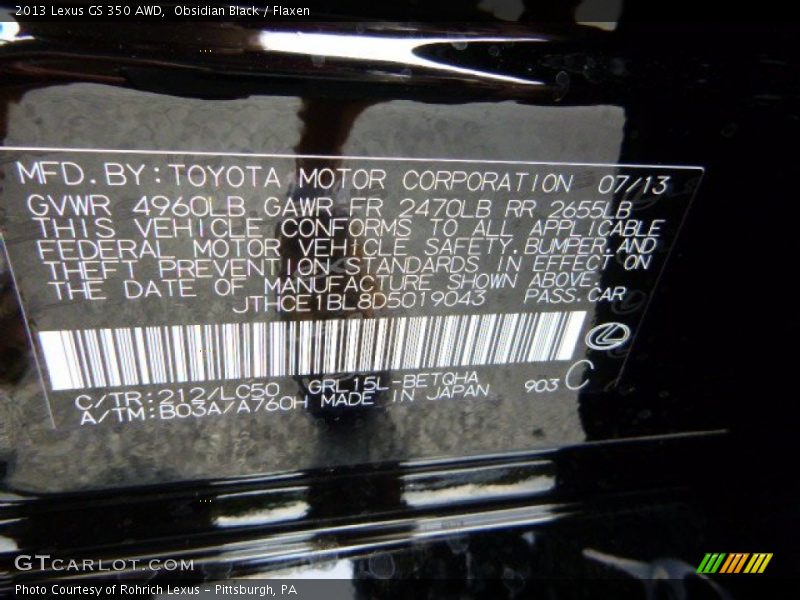 2013 Lexus GS 350 AWD,  Obsidian Black / Flaxen
MFD.BY:TOYOTA MOTOR CORPORATION 07/13
GVWR 4960LB GAWR FR 2470LB RR 2655LB
THIS VEHICLE CONFORMS TO ALL APPLICABLE
FEDERAL MOTOR VEHICLE SAFETY,BUMPER AND
THEFT PREVENTION STANDARDS IN EFFECT ON
THE DATE OF MANUFACTURE SHOWN ABOVE.
JTHCE1BL8D5019043 PASS.CAR
C/TR:212/LC50 GRL15L-BETQHA
A/TM:B03A/A760H MADE IN JAPAN 903 C
GTCARLOT.COM
Photo Courtesy of Rohrich Lexus - Pittsburgh, PA